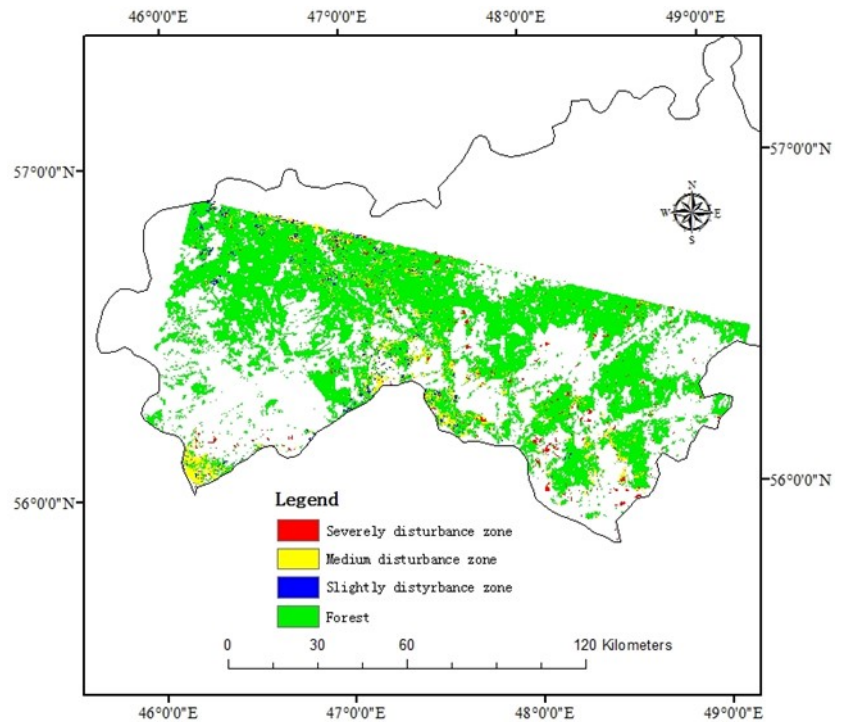 46°0'0"E 47°0'0"E 48°0'0"E 49°0'0"E
57°0'0"N
57°0'0"N
N
W E
S
56°0'0"N
56°0'0"N
Legend
Severely disturbance zone
Medium disturbance zone
Slightly distyrbance zone
Forest
0 30 60 120 Kilometers
46°0'0"E 47°0'0"E 48°0'0"E 49°0'0"E